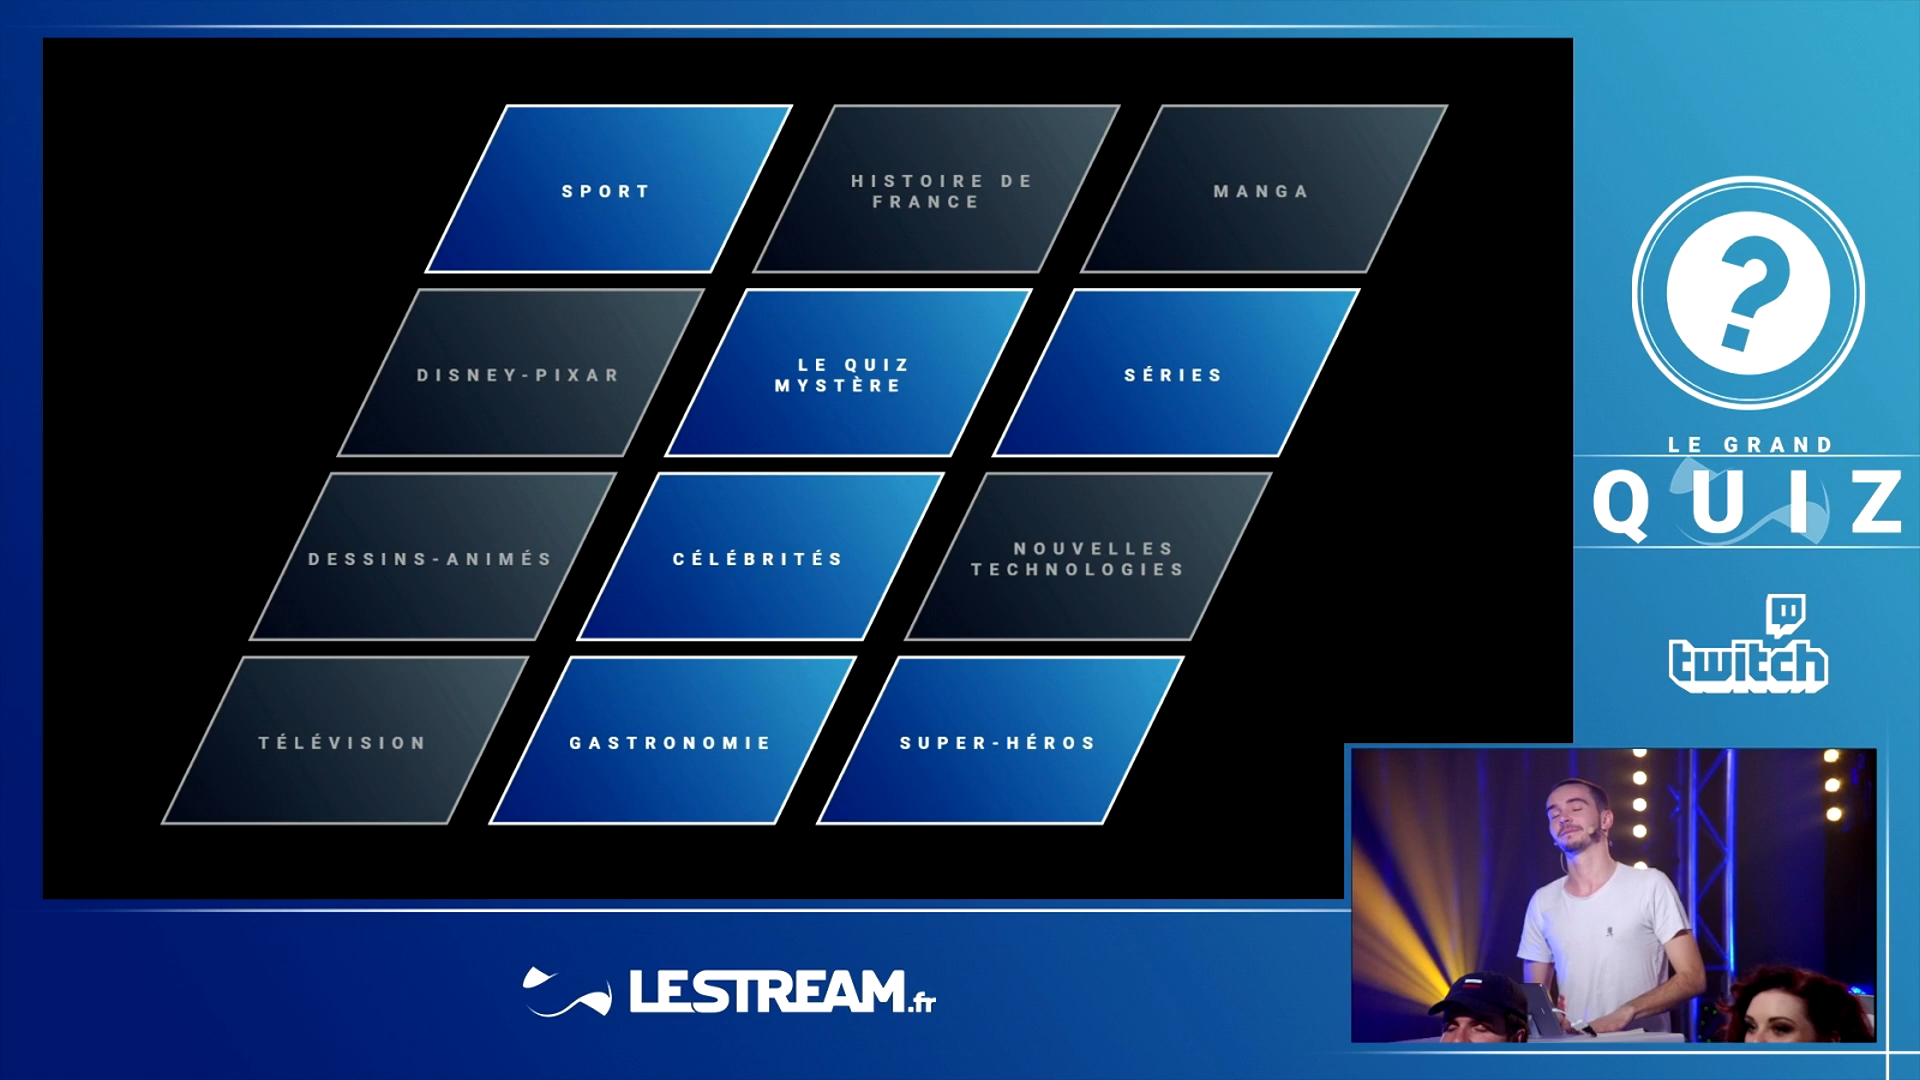 SPORT
HISTOIRE DE
FRANCE
MANGA
DISNEY-PIXAR
LE QUIZ
MYSTÈRE
SÉRIES
DESSINS-ANIMÉS
CÉLÉBRITÉS
NOUVELLES
TECHNOLOGIES
TÉLÉVISION
GASTRONOMIE
SUPER-HÉROS
?
LE GRAND
QUIZ
twitch
LESTREAM.fr